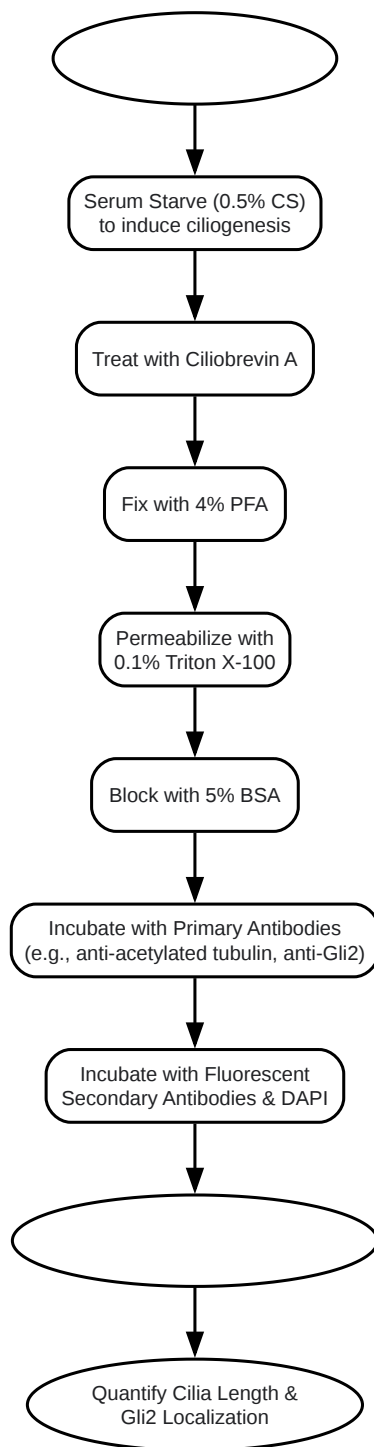 Serum Starve (0.5% CS)
to induce ciliogenesis
Treat with Ciliobrevin A
Fix with 4% PFA
Permeabilize with
0.1% Triton X-100
Block with 5% BSA
Incubate with Primary Antibodies
(e.g., anti-acetylated tubulin, anti-Gli2)
Incubate with Fluorescent
Secondary Antibodies & DAPI
Quantify Cilia Length &
Gli2 Localization